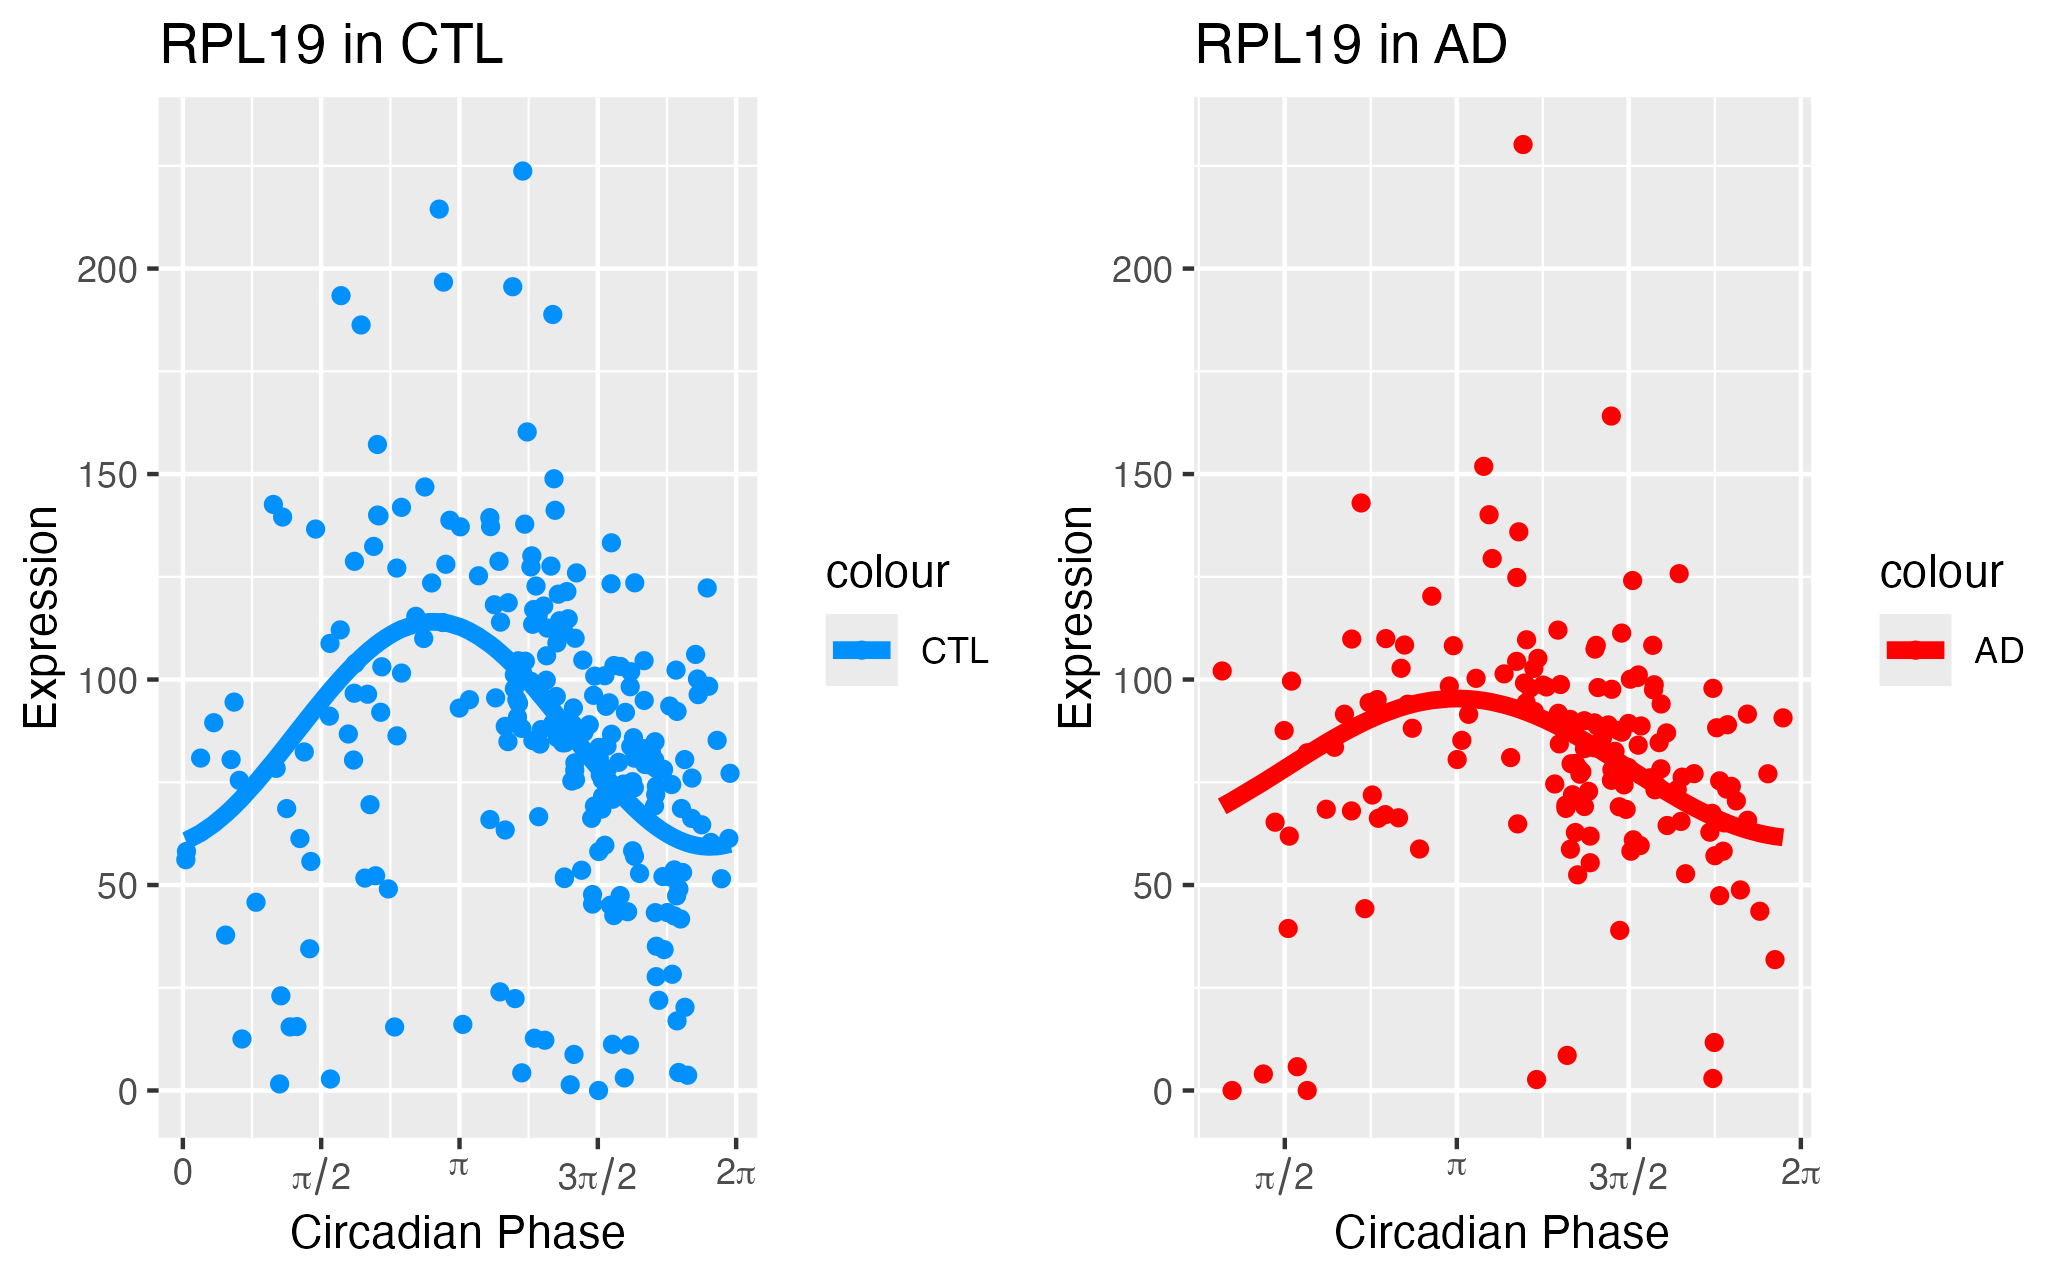 RPL19 in CTL
Expression
200
150
100
50
0
0
π/2
π
3π/2
2π
Circadian Phase
colour
CTL
RPL19 in AD
Expression
200
150
100
50
0
π/2
π
3π/2
2π
Circadian Phase
colour
AD